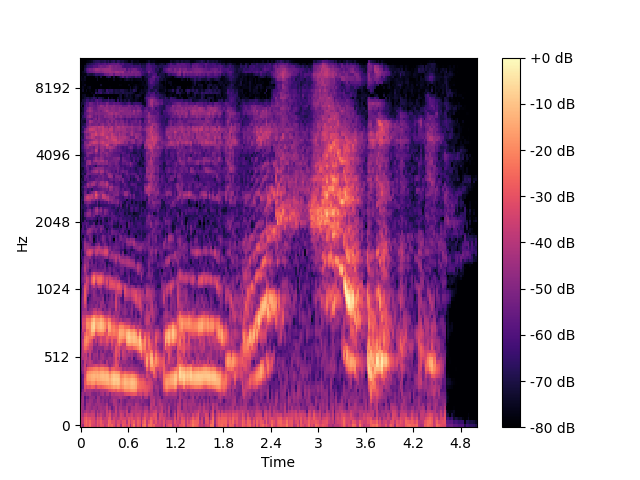 8192
4096
2048
1024
512
0
Hz
0 0.6 1.2 1.8 2.4 3 3.6 4.2 4.8
Time
+0 dB
-10 dB
-20 dB
-30 dB
-40 dB
-50 dB
-60 dB
-70 dB
-80 dB